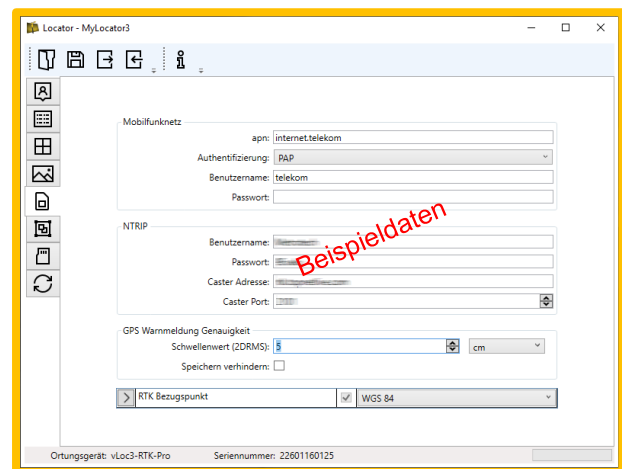 Locator - MyLocator3
Mobilfunknetz
apn: internet.telekom
Authentifizierung: PAP
Benutzername: telekom
Passwort:
NTRIP
Benutzername:
Passwort:
Caster Adresse:
Caster Port:
Beispieldaten
GPS Warnmeldung Genauigkeit
Schwellenwert (2DRMS): 5 cm
Speichern verhindern:
RTK Bezugspunkt WGS 84
Ortungsgerät: vLoc3-RTK-Pro Seriennummer: 22601160125